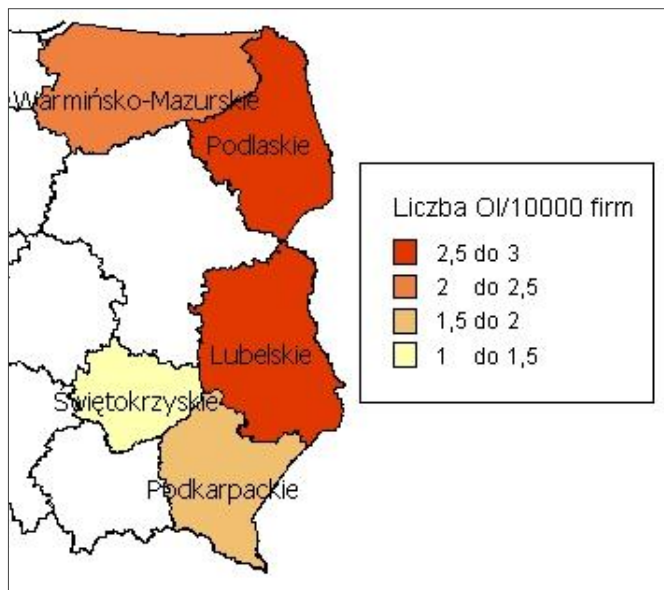 Warmińsko-Mazurskie
Podlaskie
Liczba OI/10000 firm
2,5 do 3
2 do 2,5
1,5 do 2
1 do 1,5
Lubelskie
Świętokrzyskie
Podkarpackie